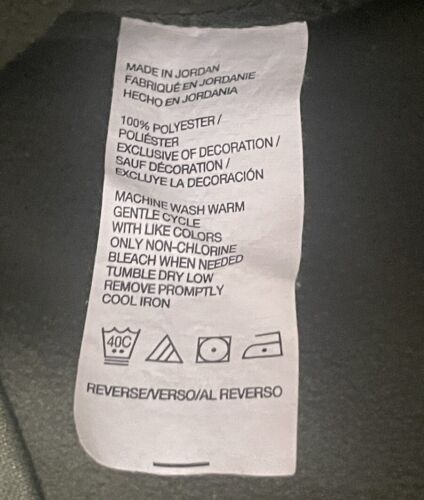 MADE IN JORDAN
FABRIQUÉ EN JORDANIE
HECHO EN JORDANIA
100% POLYESTER /
POLIÉSTER
EXCLUSIVE OF DECORATION /
SAUF DÉCORATION /
EXCLUYE LA DECORACIÓN
MACHINE WASH WARM
GENTLE CYCLE
WITH LIKE COLORS
ONLY NON-CHLORINE
BLEACH WHEN NEEDED
TUMBLE DRY LOW
REMOVE PROMPTLY
COOL IRON
40C
REVERSE/VERSO/AL REVERSO